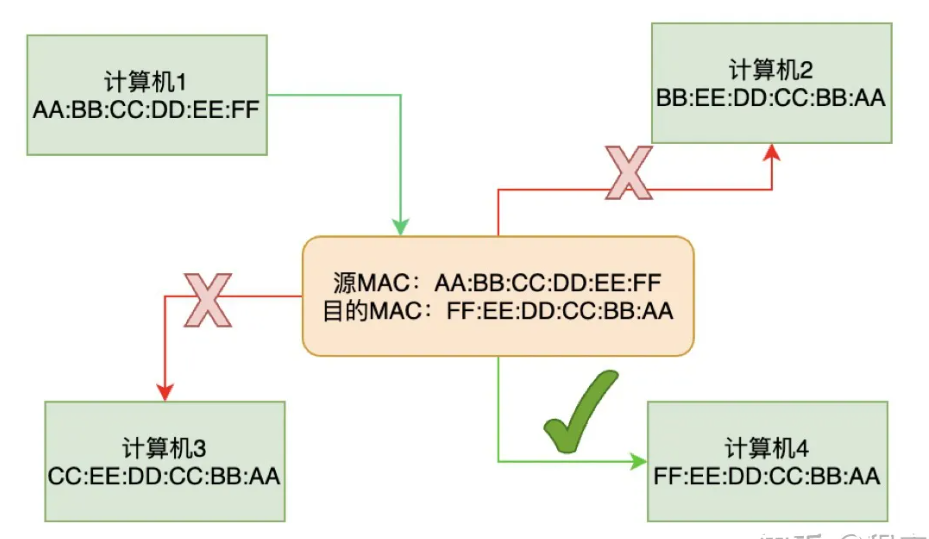 计算机1
AA:BB:CC:DD:EE:FF
计算机2
BB:EE:DD:CC:BB:AA
源MAC：AA:BB:CC:DD:EE:FF
目的MAC：FF:EE:DD:CC:BB:AA
计算机3
CC:EE:DD:CC:BB:AA
计算机4
FF:EE:DD:CC:BB:AA